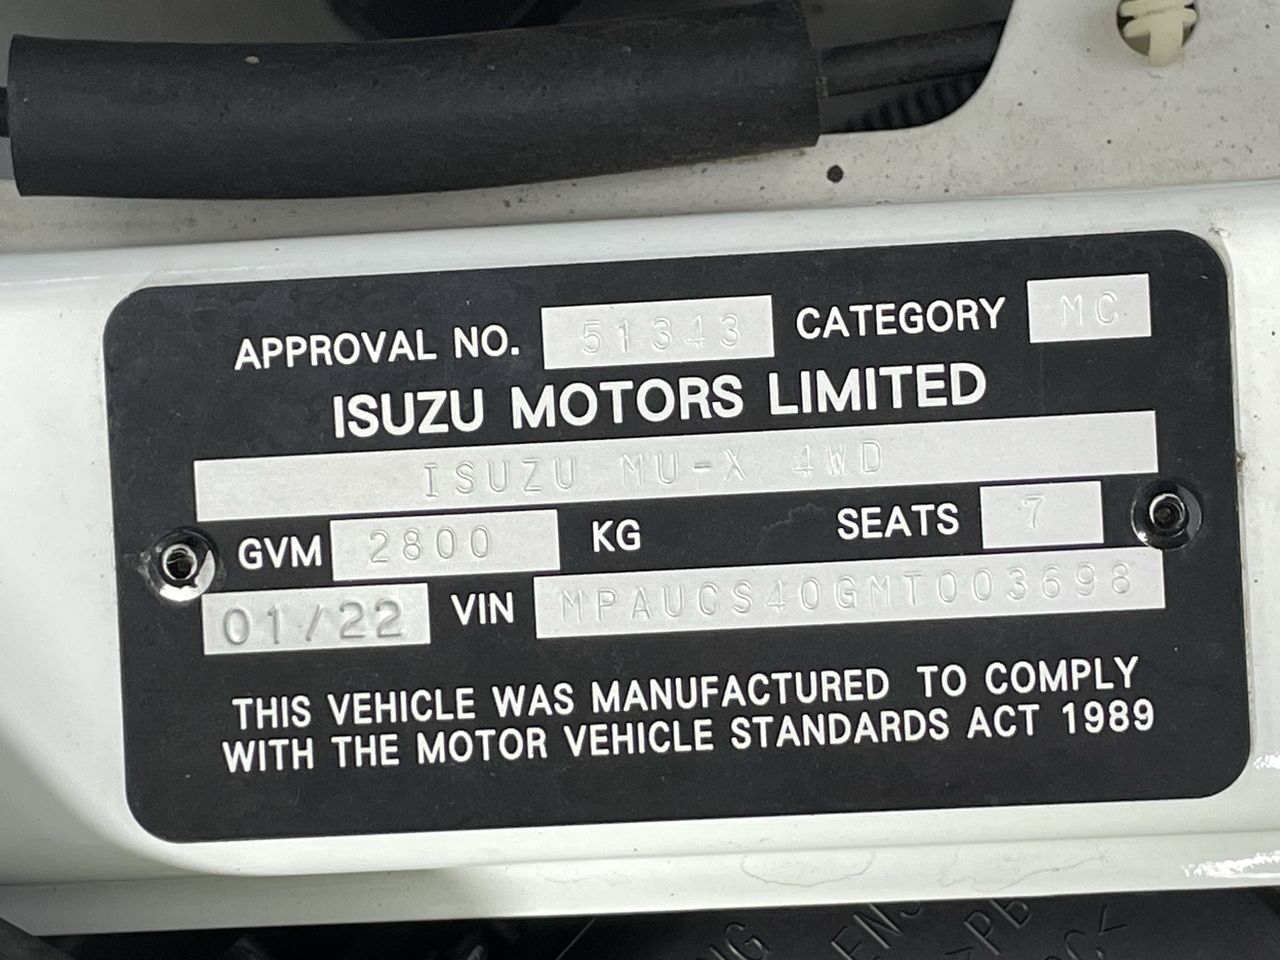 APPROVAL NO. 51343 CATEGORY MC
ISUZU MOTORS LIMITED
ISUZU MU-X 4WD
GVM 2800 KG SEATS 7
01/22 VIN MPAUCS40GMT003698
THIS VEHICLE WAS MANUFACTURED TO COMPLY
WITH THE MOTOR VEHICLE STANDARDS ACT 1989